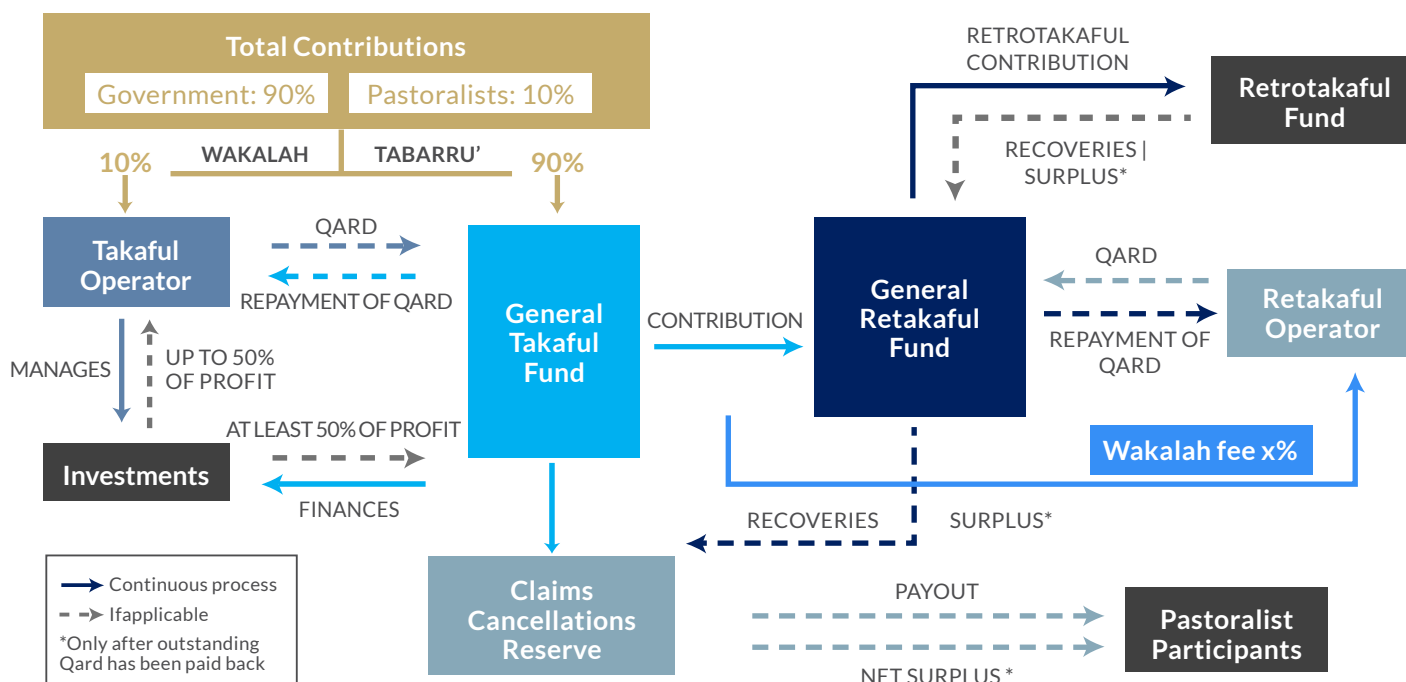 Total Contributions
Government: 90%
Pastoralists: 10%
10%
WAKALAH
TABARRU’
90%
RETROTAKAFUL
CONTRIBUTION
Retrotakaful
Fund
RECOVERIES |
SURPLUS*
Takaful
Operator
QARD
REPAYMENT OF QARD
General
Takaful
Fund
CONTRIBUTION
General
Retakaful
Fund
QARD
REPAYMENT OF
QARD
Retakaful
Operator
MANAGES
UP TO 50%
OF PROFIT
Investments
AT LEAST 50% OF PROFIT
FINANCES
Wakalah fee x%
RECOVERIES
SURPLUS*
Continuous process
Ifapplicable
*Only after outstanding
Qard has been paid back
Claims
Cancellations
Reserve
PAYOUT
NET SURPLUS *
Pastoralist
Participants